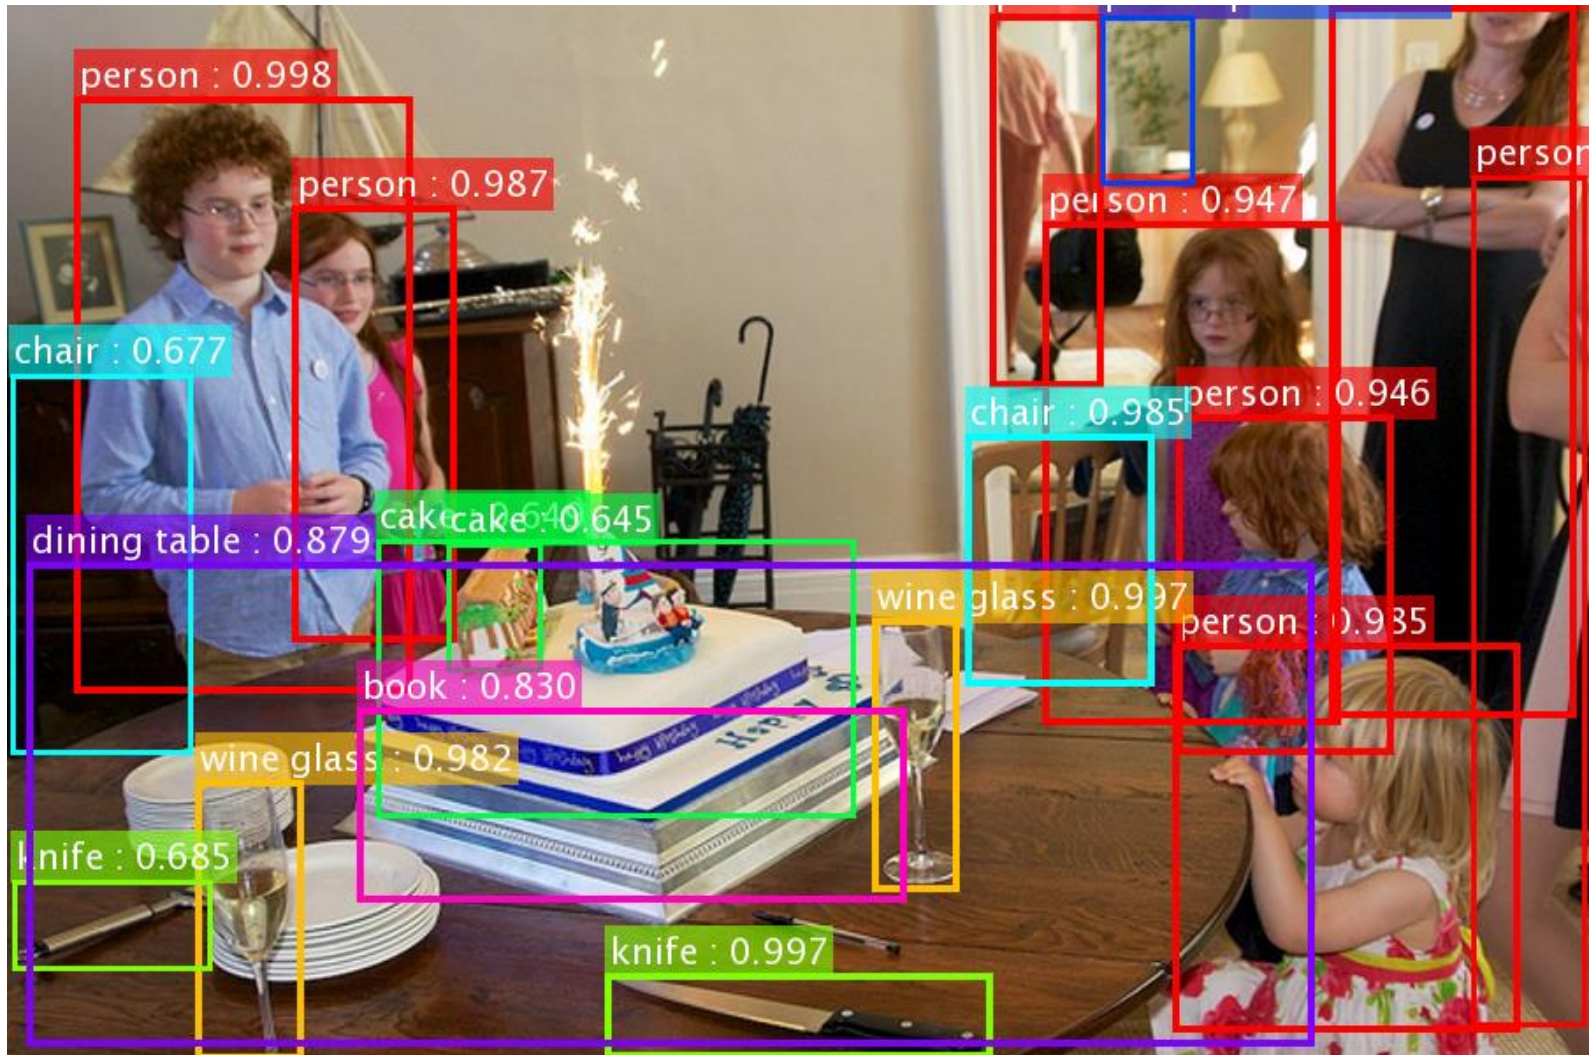 person : 0.998
person : 0.987
person
person : 0.947
chair : 0.677
person : 0.946
chair : 0.985
cake
cake : 0.645
dining table : 0.879
wine glass : 0.997
person : 0.985
book : 0.830
Happy
wine glass : 0.982
knife : 0.685
knife : 0.997